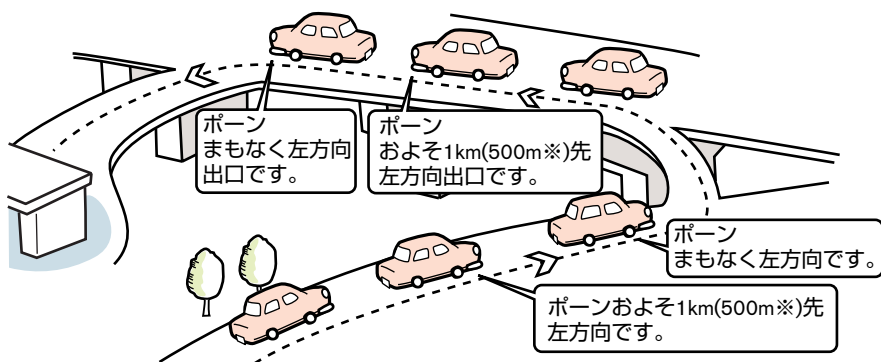 ポーン
まもなく左方向
出口です。
ポーン
およそ1km(500m※)先
左方向出口です。
ポーン
まもなく左方向です。
ポーンおよそ1km(500m※)先
左方向です。